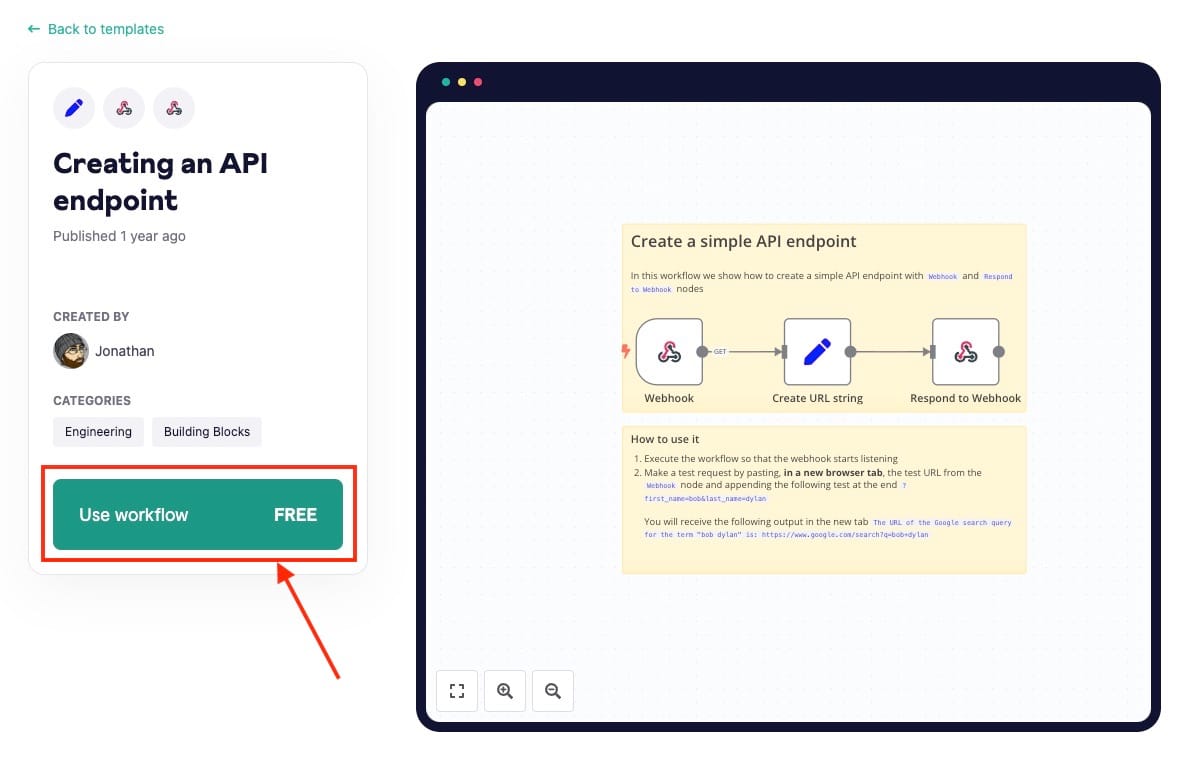 ← Back to templates
Creating an API
endpoint
Published 1 year ago
CREATED BY
Jonathan
CATEGORIES
Engineering
Building Blocks
Use workflow
FREE
Create a simple API endpoint
In this workflow we show how to create a simple API endpoint with Webhook and Respond
to Webhook nodes
GET
Webhook
Create URL string
Respond to Webhook
How to use it
1. Execute the workflow so that the webhook starts listening
2. Make a test request by pasting, in a new browser tab, the test URL from the
Webhook node and appending the following test at the end ?
first_name=bob&last_name=dylan
You will receive the following output in the new tab The URL of the Google search query
for the term "bob dylan" is: https://www.google.com/search?q=bob+dylan